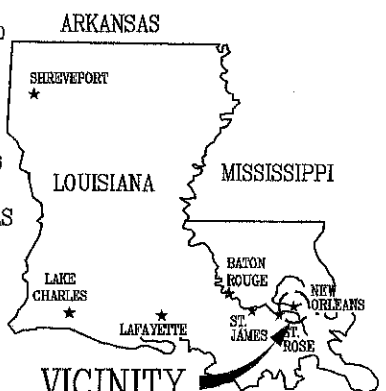 ARKANSAS
SHREVEPORT
LOUISIANA
MISSISSIPPI
BATON
ROUGE
LAKE
CHARLES
NEW
ORLEANS
LAFAYETTE
ST.
JAMES
ST.
ROSE
VICINITY